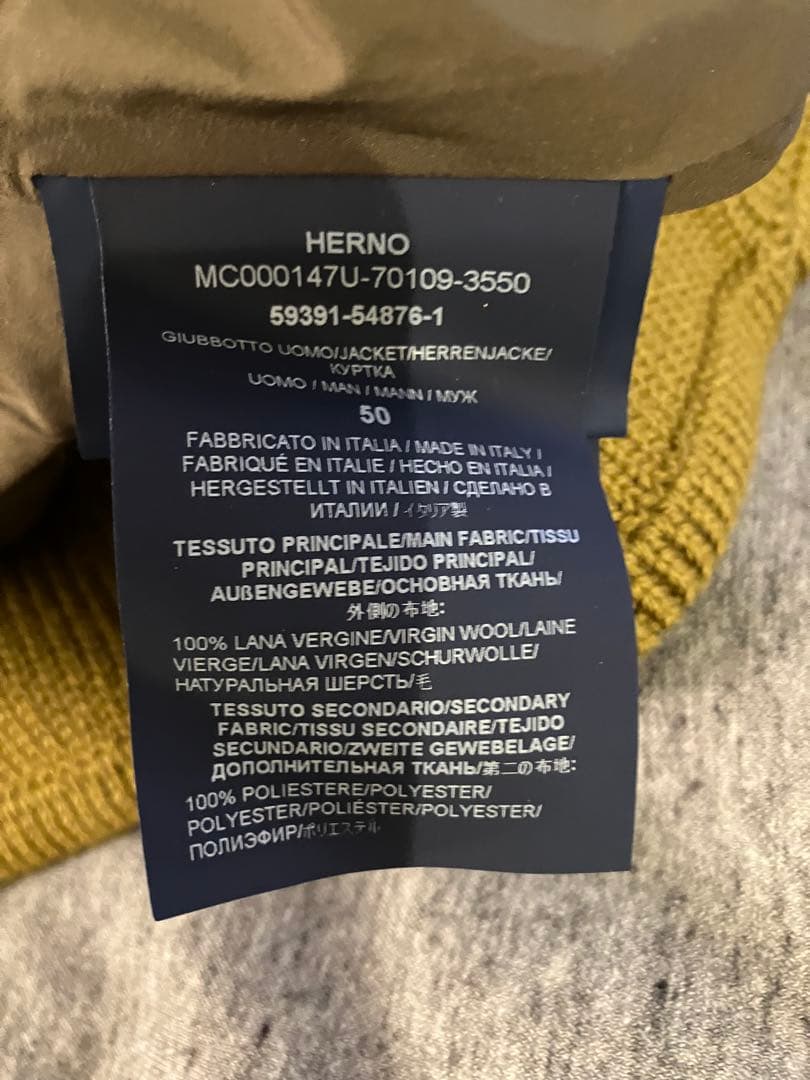 HERNO
MC000147U-70109-3550
59391-54876-1
GIUBBOTTO UOMO/JACKET/HERRENJACKE/
КУРТКА
UOMO / MAN / MANN / МУЖ
50
FABBRICATO IN ITALIA / MADE IN ITALY /
FABRIQUÉ EN ITALIE / HECHO EN ITALIA /
HERGESTELLT IN ITALIEN / СДЕЛАНО В
ИТАЛИИ / イタリア製
TESSUTO PRINCIPALE/MAIN FABRIC/TISSU
PRINCIPAL/TEJIDO PRINCIPAL/
AUßENGEWEBE/ОСНОВНАЯ ТКАНЬ/
外側の布地:
100% LANA VERGINE/VIRGIN WOOL/LAINE
VIERGE/LANA VIRGEN/SCHURWOLLE/
НАТУРАЛЬНАЯ ШЕРСТЬ/毛
TESSUTO SECONDARIO/SECONDARY
FABRIC/TISSU SECONDAIRE/TEJIDO
SECUNDARIO/ZWEITE GEWEBELAGE/
ДОПОЛНИТЕЛЬНАЯ ТКАНЬ/第二の布地:
100% POLIESTERE/POLYESTER/
POLYESTER/POLIÉSTER/POLYESTER/
ПОЛИЭФИР/ポリエステル